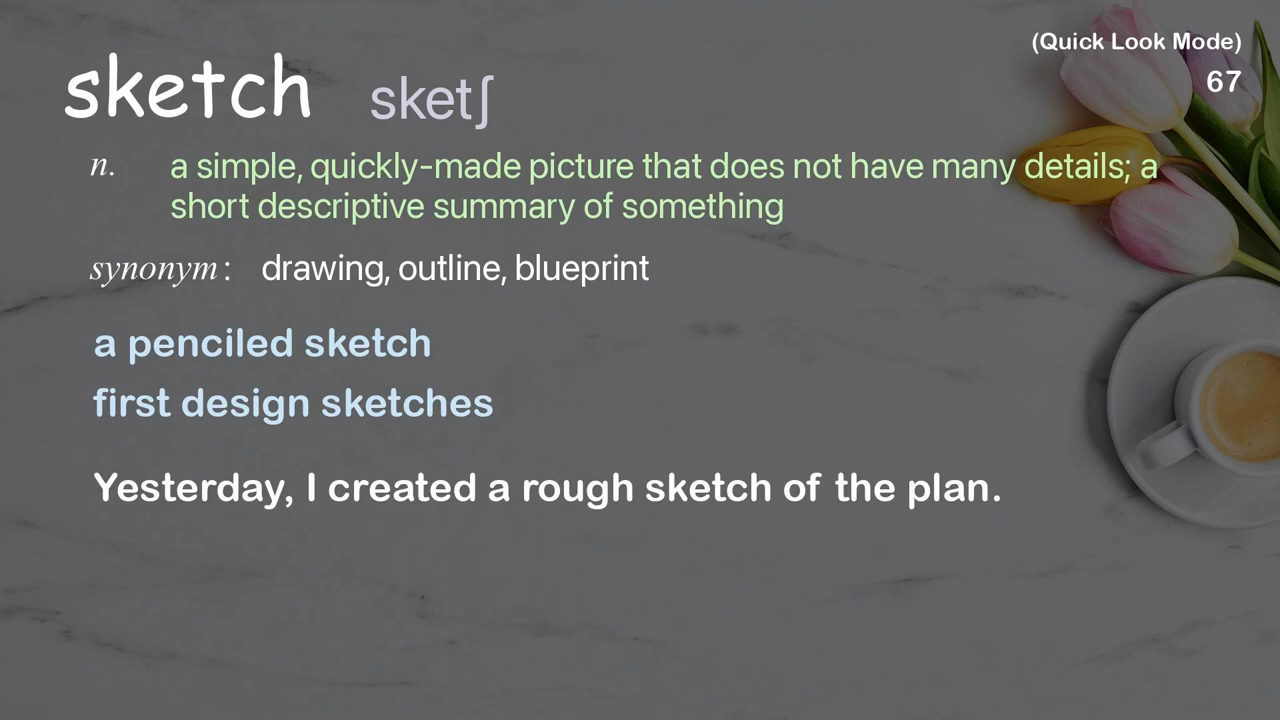 (Quick Look Mode)
67
sketch sketʃ
n. a simple, quickly-made picture that does not have many details; a
short descriptive summary of something
synonym: drawing, outline, blueprint
a penciled sketch
first design sketches
Yesterday, I created a rough sketch of the plan.